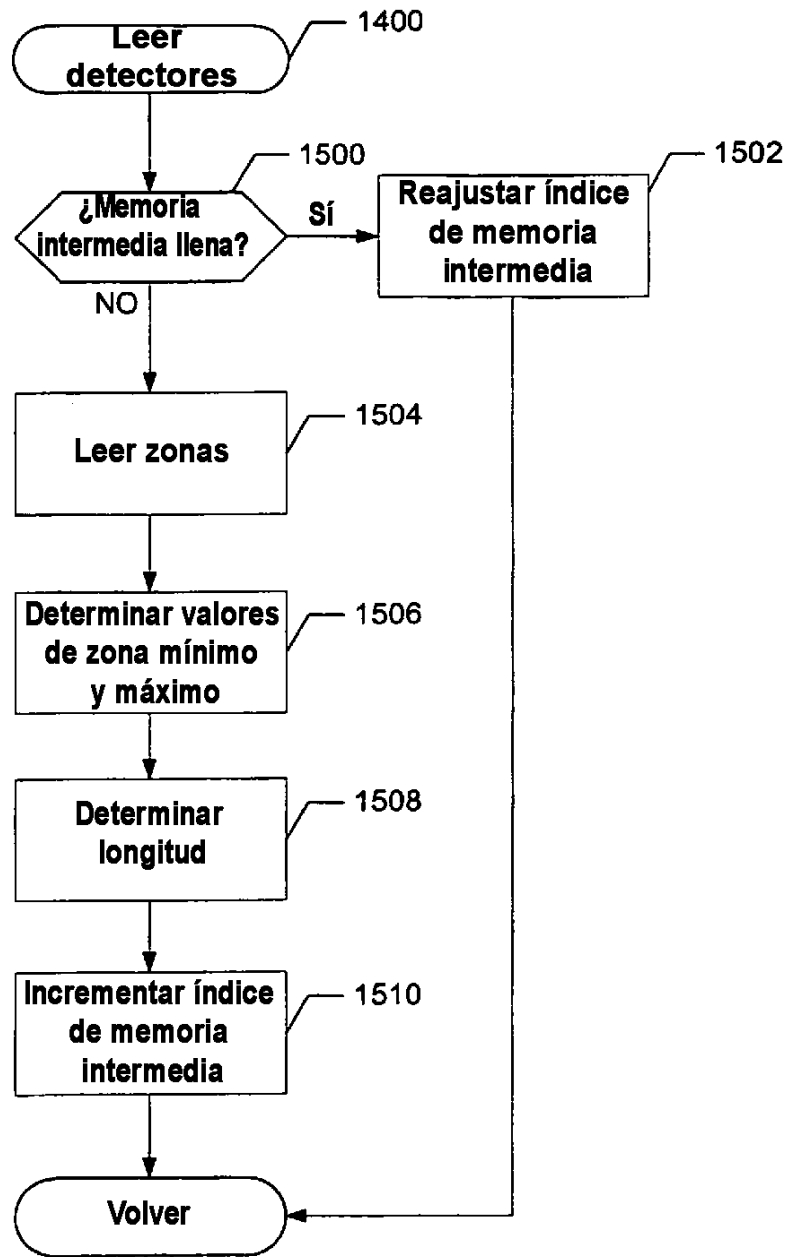 Leer
detectores
1400
1500
¿Memoria
intermedia llena?
Sí
NO
1502
Reajustar índice
de memoria
intermedia
1504
Leer zonas
1506
Determinar valores
de zona mínimo
y máximo
1508
Determinar
longitud
1510
Incrementar índice
de memoria
intermedia
Volver